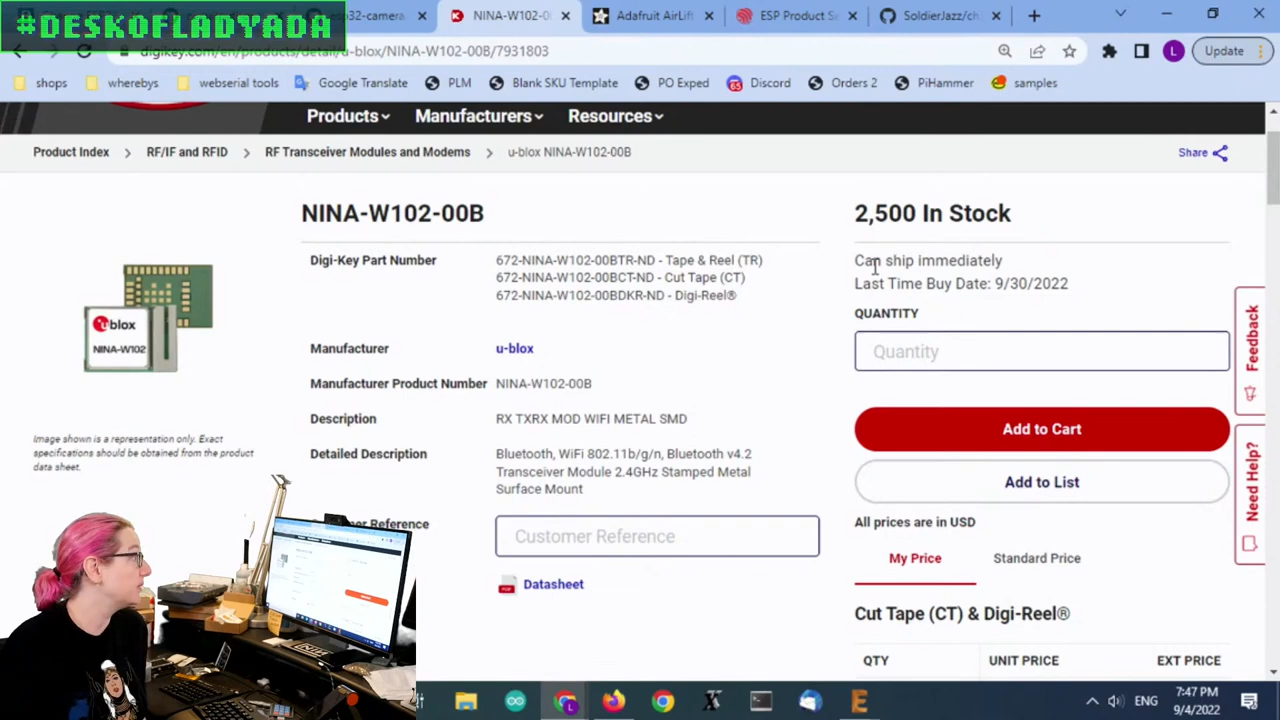 #DESKOFLADYADA
esp32-camera
NINA-W102-0
Adafruit AirLif
ESP Product Se
SoldierJazz/ch
digikey.com/en/products/detail/u-blox/NINA-W102-00B/7931803
L
Update
shops
wherebys
webserial tools
Google Translate
PLM
Blank SKU Template
PO Exped
65
Discord
Orders 2
PiHammer
samples
Products
Manufacturers
Resources
Product Index
RF/IF and RFID
RF Transceiver Modules and Modems
u-blox NINA-W102-00B
Share
NINA-W102-00B
2,500 In Stock
Digi-Key Part Number
672-NINA-W102-00BTR-ND - Tape & Reel (TR)
672-NINA-W102-00BCT-ND - Cut Tape (CT)
672-NINA-W102-00BDKR-ND - Digi-Reel®
Can ship immediately
Last Time Buy Date: 9/30/2022
QUANTITY
Quantity
ublox
NINA-W102
Manufacturer
u-blox
Manufacturer Product Number
NINA-W102-00B
Description
RX TXRX MOD WIFI METAL SMD
Add to Cart
Image shown is a representation only. Exact
specifications should be obtained from the product
data sheet.
Detailed Description
Bluetooth, WiFi 802.11b/g/n, Bluetooth v4.2
Transceiver Module 2.4GHz Stamped Metal
Surface Mount
Add to List
Reference
Customer Reference
All prices are in USD
My Price
Standard Price
Datasheet
Cut Tape (CT) & Digi-Reel®
QTY
UNIT PRICE
EXT PRICE
Feedback
Need Help?
ENG
7:47 PM
9/4/2022